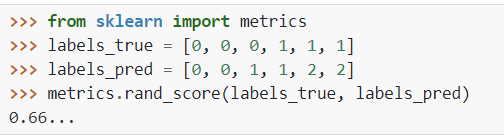 >>> from sklearn import metrics
>>> labels_true = [0, 0, 0, 1, 1, 1]
>>> labels_pred = [0, 0, 1, 1, 2, 2]
>>> metrics.rand_score(labels_true, labels_pred)
0.66...